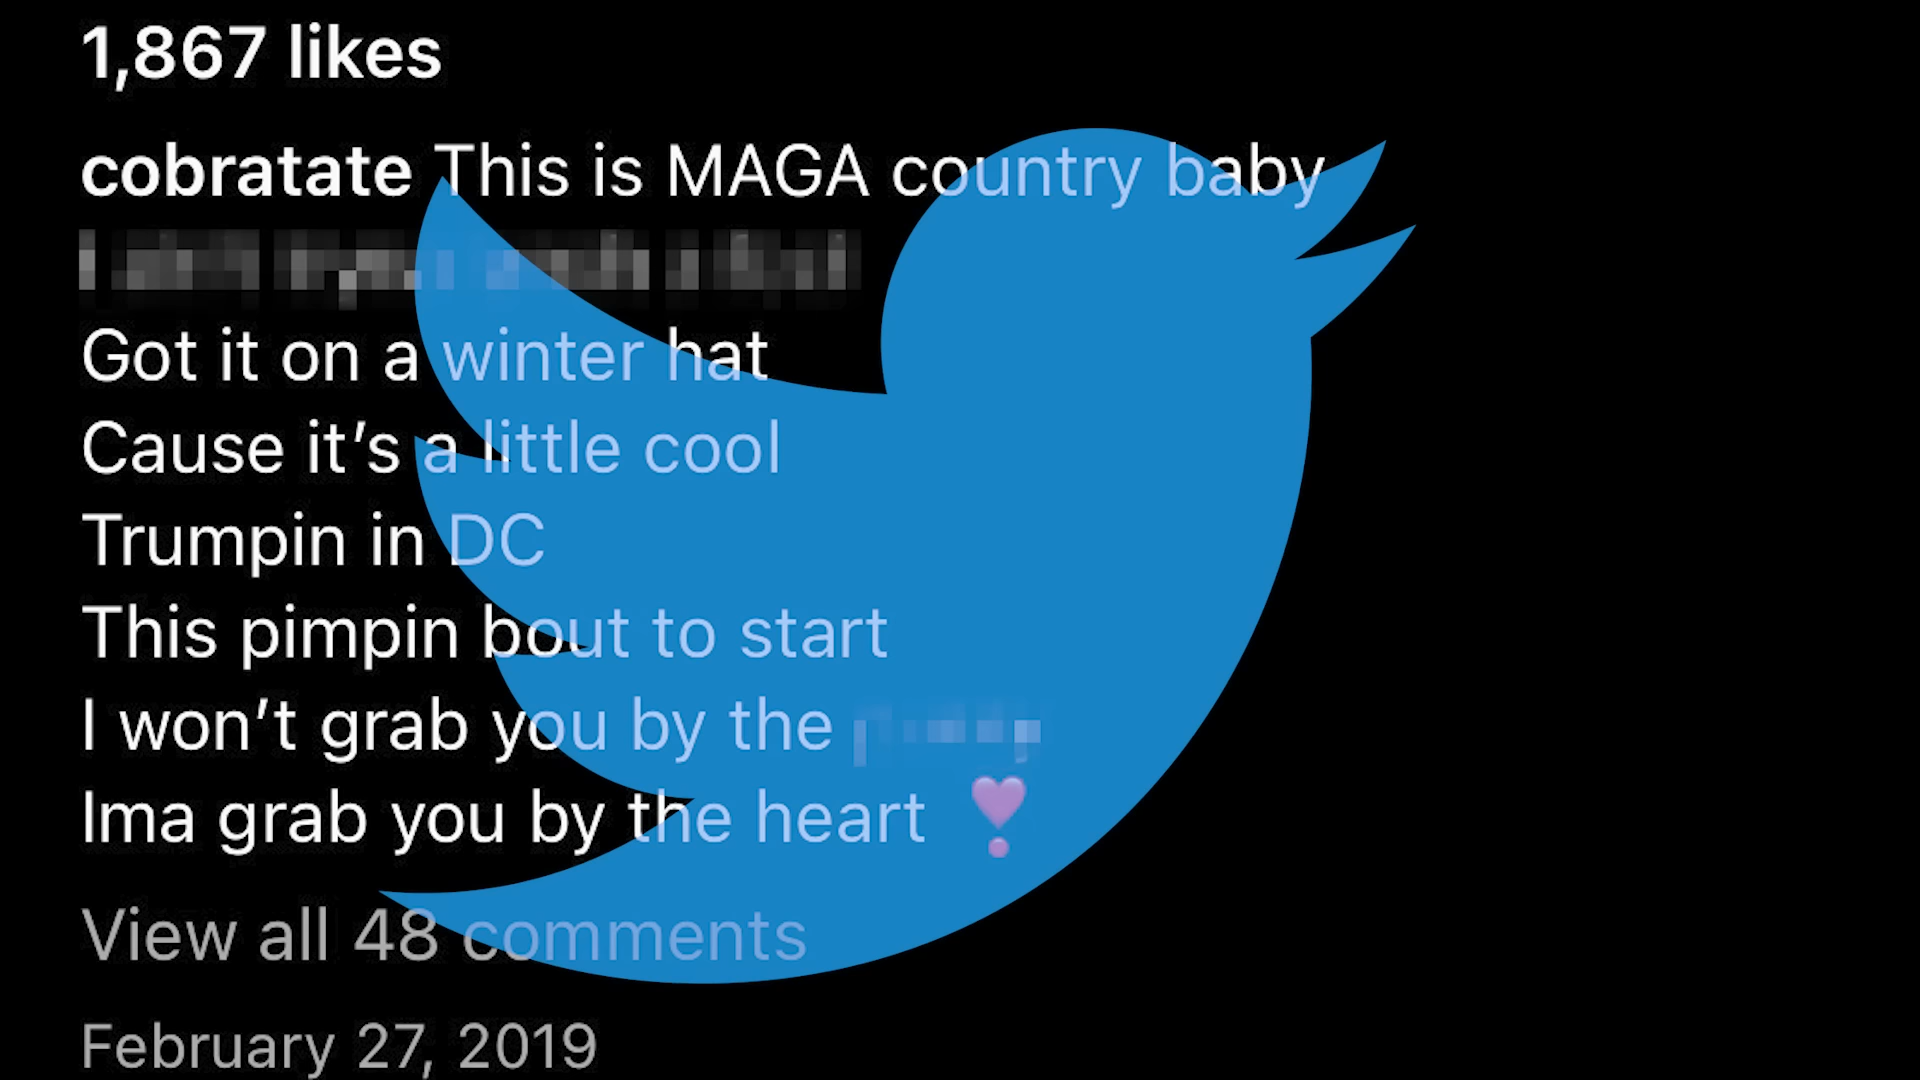 1,867 likes
cobratate This is MAGA country baby
Got it on a winter hat
Cause it’s a little cool
Trumpin in DC
This pimpin bout to start
I won’t grab you by the
Ima grab you by the heart 💟
View all 48 comments
February 27, 2019